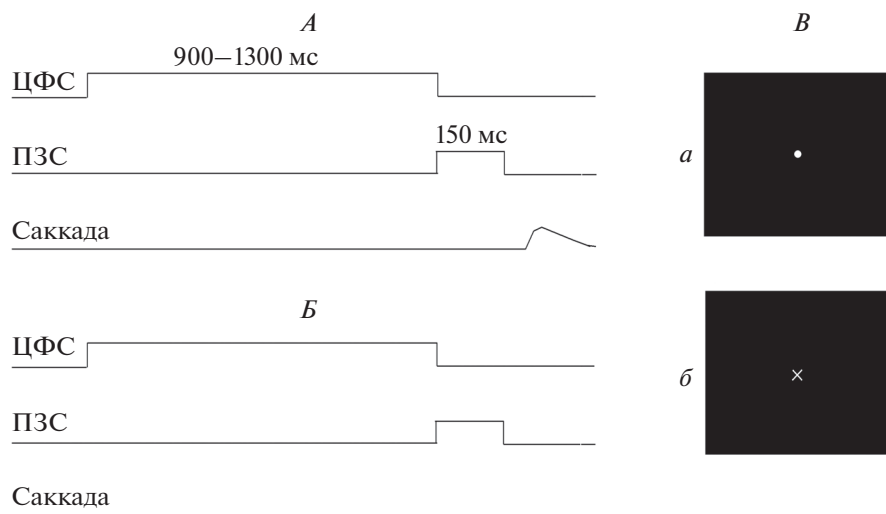 А
В
900–1300 мс
ЦФС
150 мс
ПЗС
а
Саккада
Б
ЦФС
б
ПЗС
Саккада